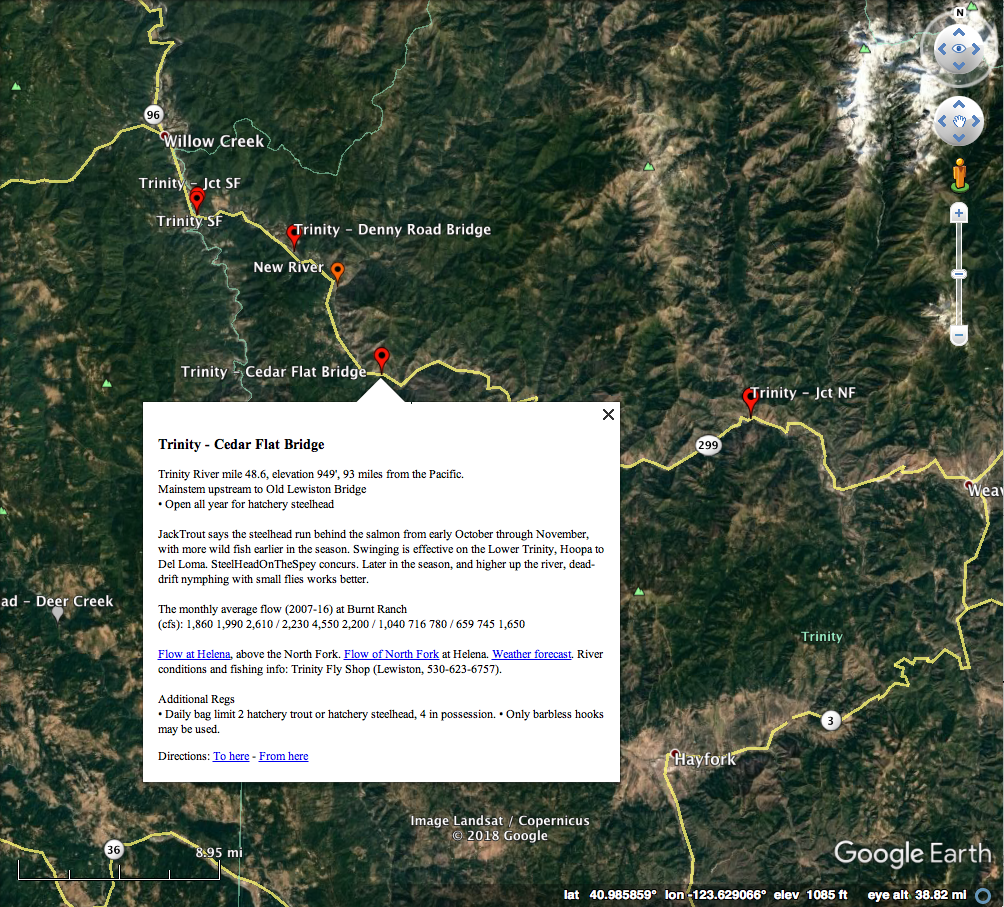 N
96
Willow Creek
Trinity - Jct SF
Trinity SF
Trinity - Denny Road Bridge
New River
Trinity - Cedar Flat Bridge
Trinity - Jct NF
299
Weav
Trinity - Cedar Flat Bridge
Trinity River mile 48.6, elevation 949', 93 miles from the Pacific.
Mainstem upstream to Old Lewiston Bridge
• Open all year for hatchery steelhead
JackTrout says the steelhead run behind the salmon from early October through November,
with more wild fish earlier in the season. Swinging is effective on the Lower Trinity, Hoopa to
Del Loma. SteelHeadOnTheSpey concurs. Later in the season, and higher up the river, dead-
drift nymphing with small flies works better.
The monthly average flow (2007-16) at Burnt Ranch
(cfs): 1,860 1,990 2,610 / 2,230 4,550 2,200 / 1,040 716 780 / 659 745 1,650
Flow at Helena, above the North Fork. Flow of North Fork at Helena. Weather forecast. River
conditions and fishing info: Trinity Fly Shop (Lewiston, 530-623-6757).
Additional Regs
• Daily bag limit 2 hatchery trout or hatchery steelhead, 4 in possession. • Only barbless hooks
may be used.
Directions: To here - From here
ad - Deer Creek
Trinity
3
Hayfork
Image Landsat / Copernicus
© 2018 Google
36
8.95 mi
Google Earth
lat 40.985859° lon -123.629066° elev 1085 ft eye alt 38.82 mi